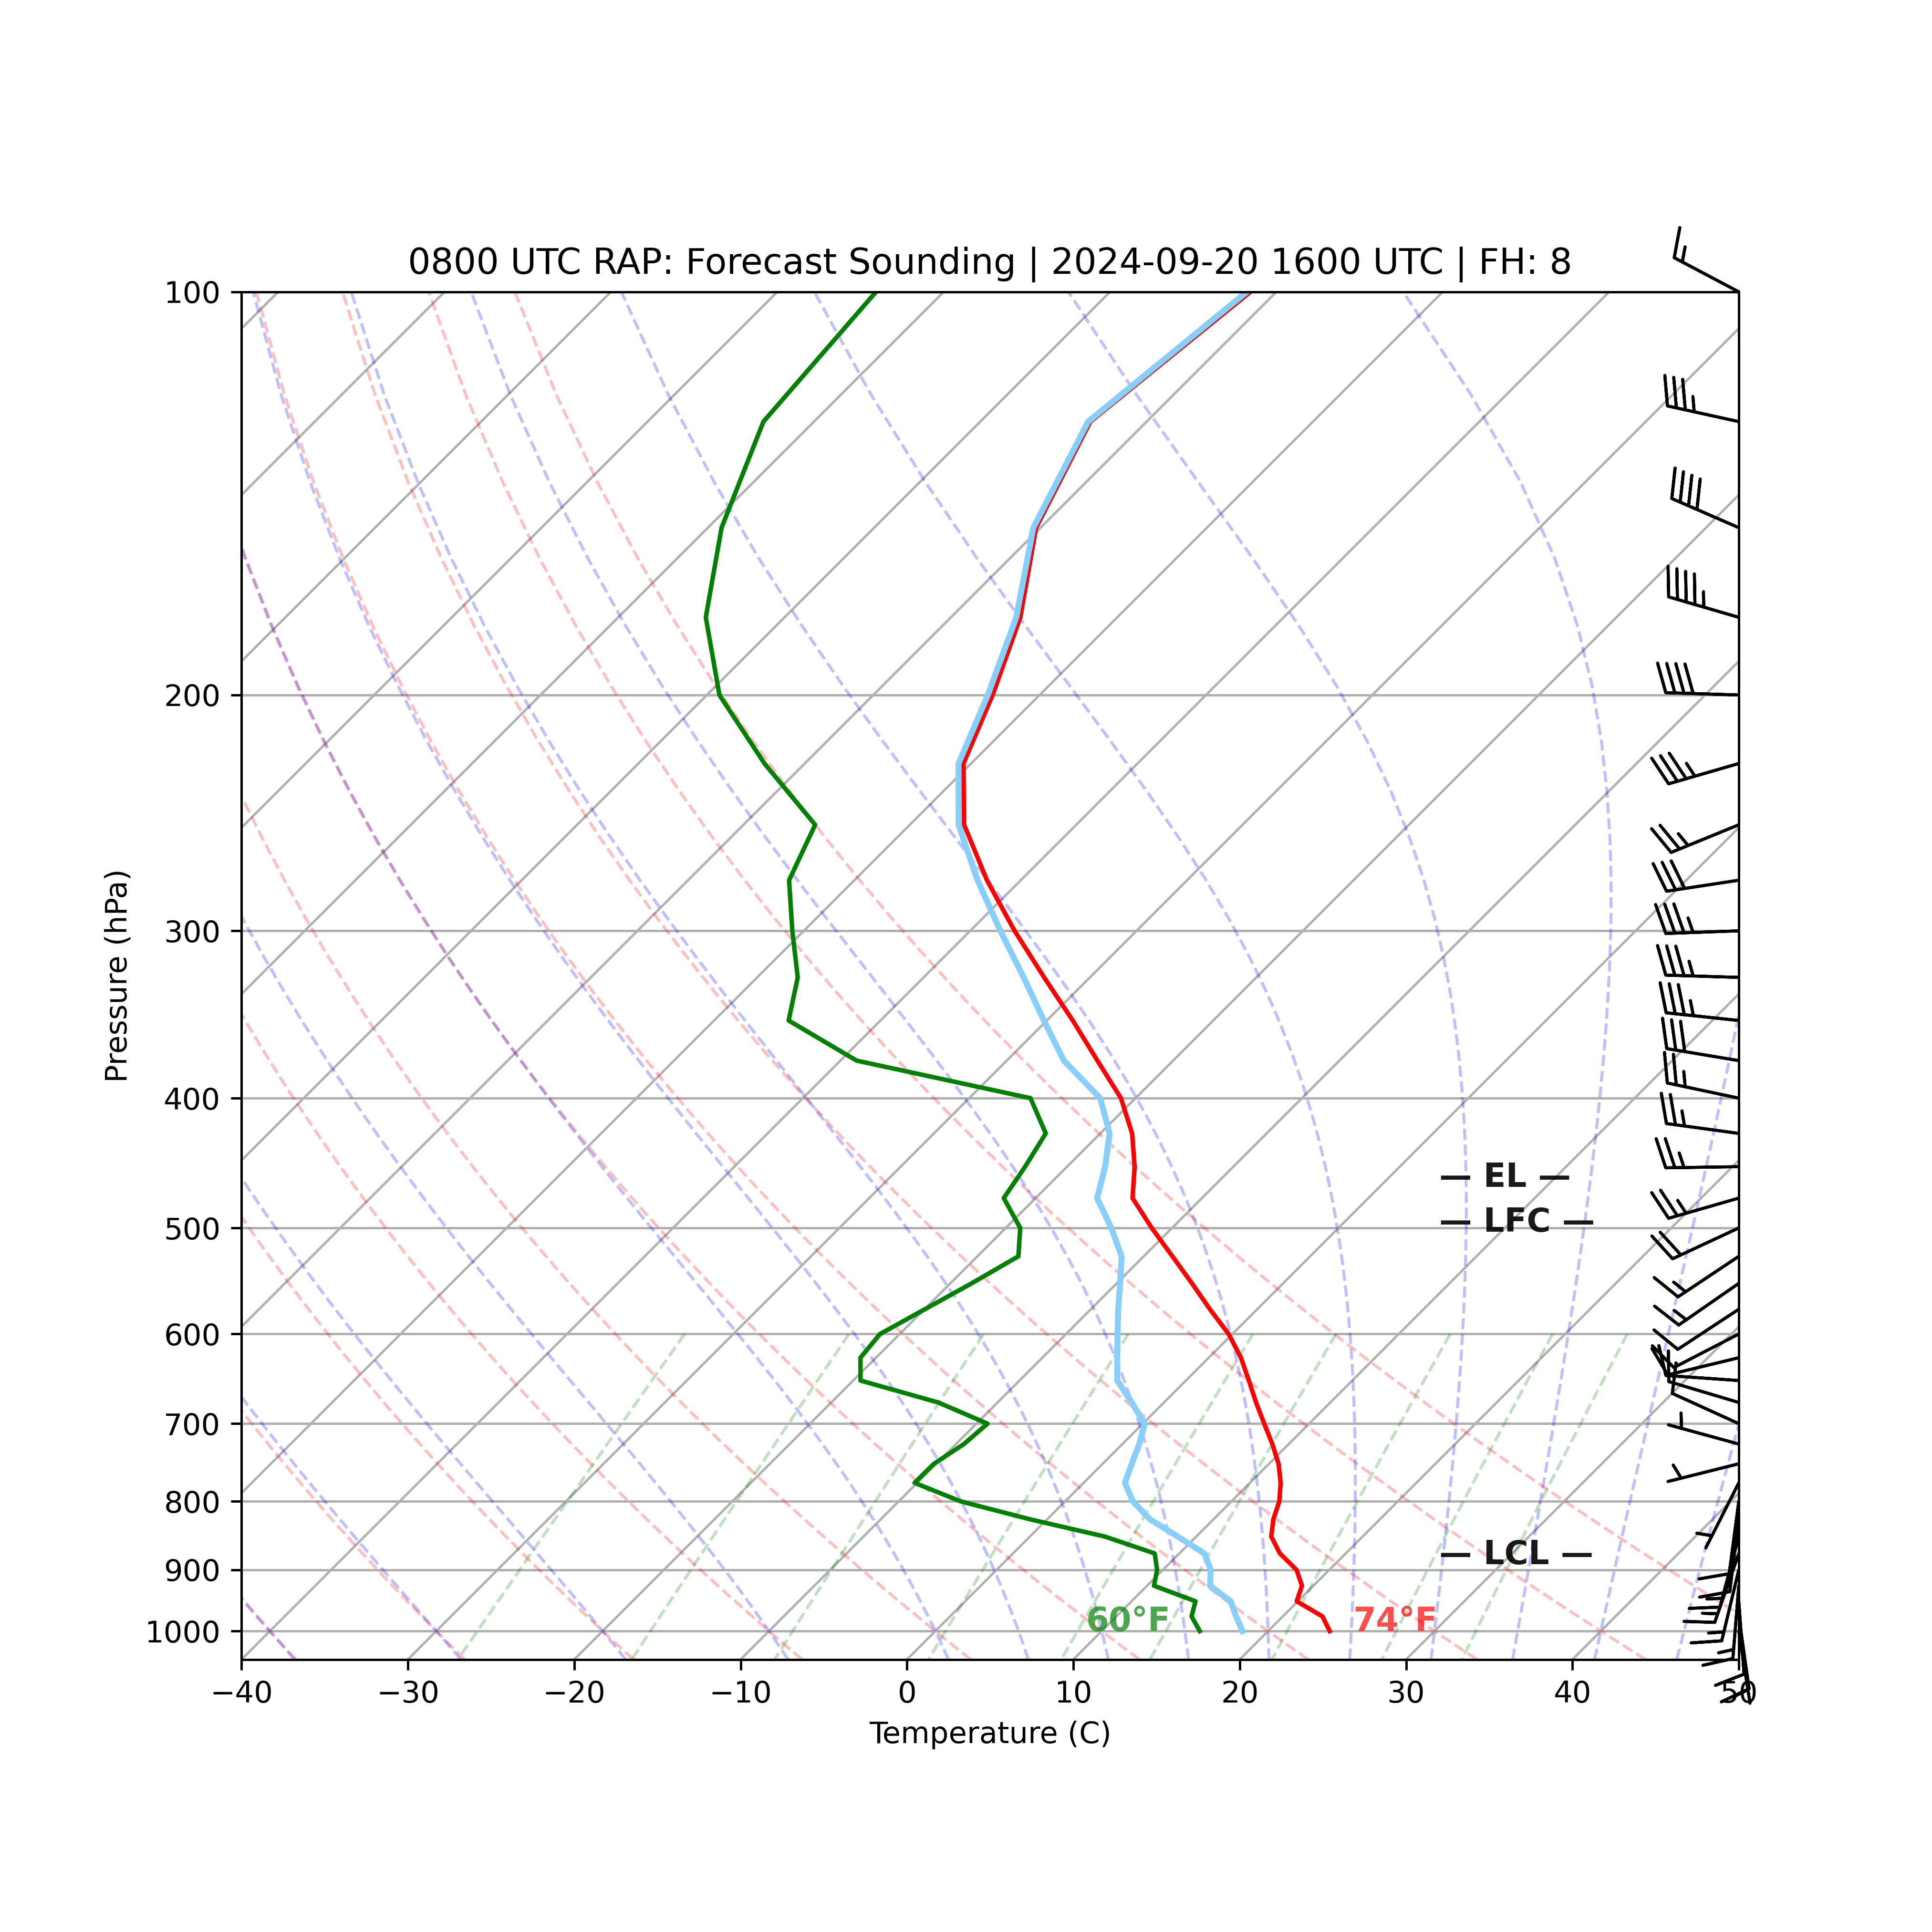 0800 UTC RAP: Forecast Sounding | 2024-09-20 1600 UTC | FH: 8
100
200
300
400
500
600
700
800
900
1000
Pressure (hPa)
— EL —
— LFC —
— LCL —
60°F
74°F
−40 −30 −20 −10 0 10 20 30 40 50
Temperature (C)